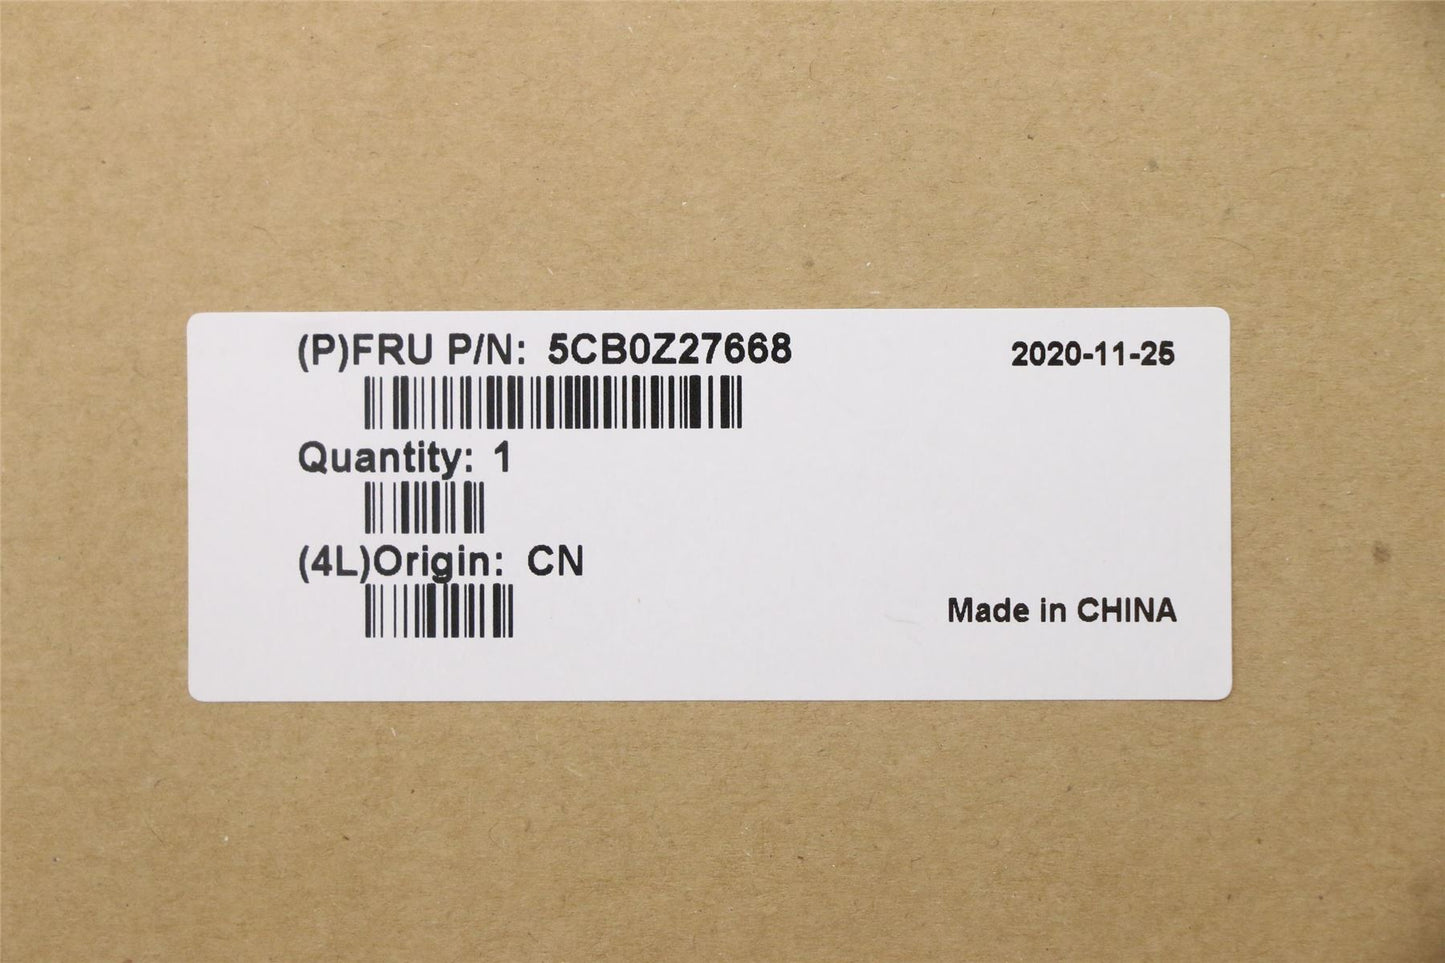 (P)FRU P/N: 5CB0Z27668
2020-11-25
Quantity: 1
(4L)Origin: CN
Made in CHINA